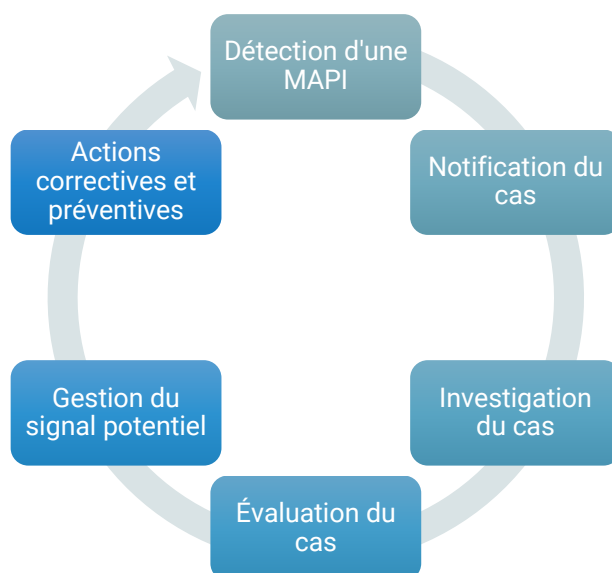 Détection d'une
MAPI
Notification du
cas
Investigation
du cas
Évaluation du
cas
Gestion du
signal potentiel
Actions
correctives et
préventives